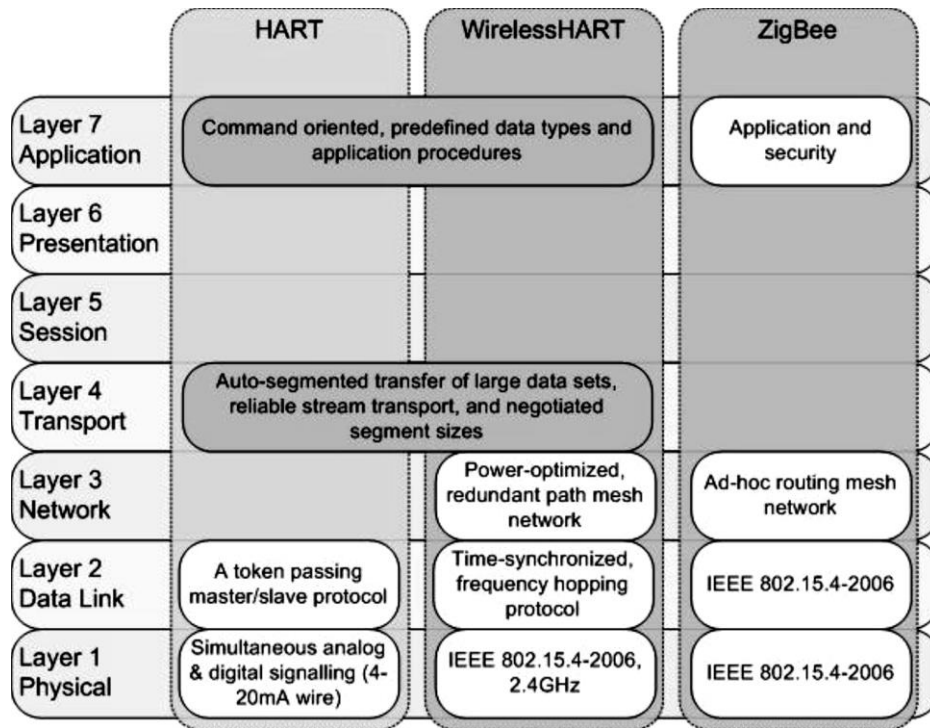 HART
WirelessHART
ZigBee
Layer 7
Application
Command oriented, predefined data types and
application procedures
Application and
security
Layer 6
Presentation
Layer 5
Session
Layer 4
Transport
Auto-segmented transfer of large data sets,
reliable stream transport, and negotiated
segment sizes
Layer 3
Network
Power-optimized,
redundant path mesh
network
Ad-hoc routing mesh
network
Layer 2
Data Link
A token passing
master/slave protocol
Time-synchronized,
frequency hopping
protocol
IEEE 802.15.4-2006
Layer 1
Physical
Simultaneous analog
& digital signalling (4-
20mA wire)
IEEE 802.15.4-2006,
2.4GHz
IEEE 802.15.4-2006